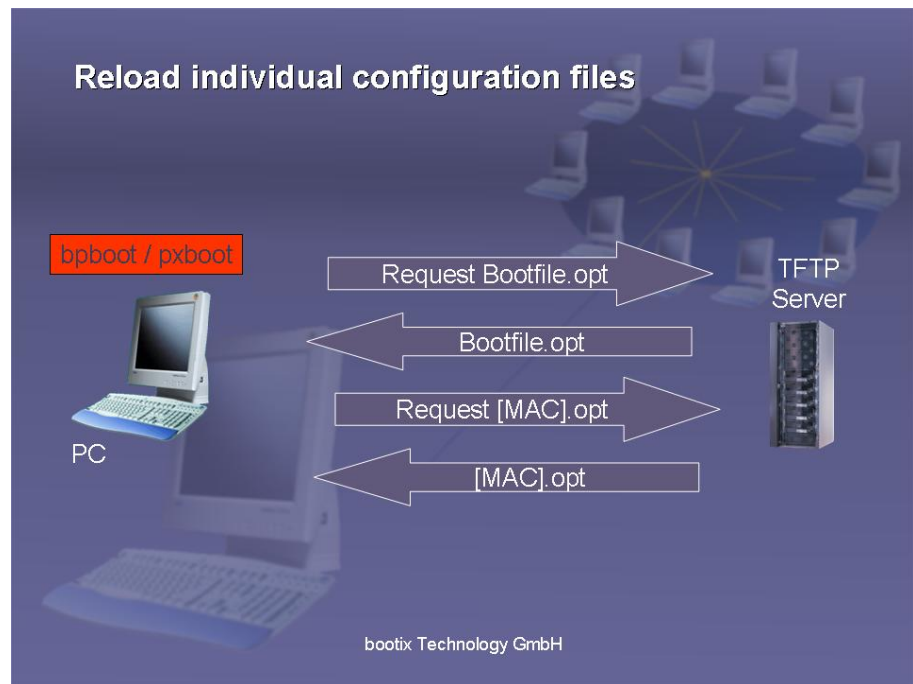 Reload individual configuration files
bpboot / pxboot
Request Bootfile.opt
TFTP
Server
Bootfile.opt
Request [MAC].opt
PC
[MAC].opt
bootix Technology GmbH